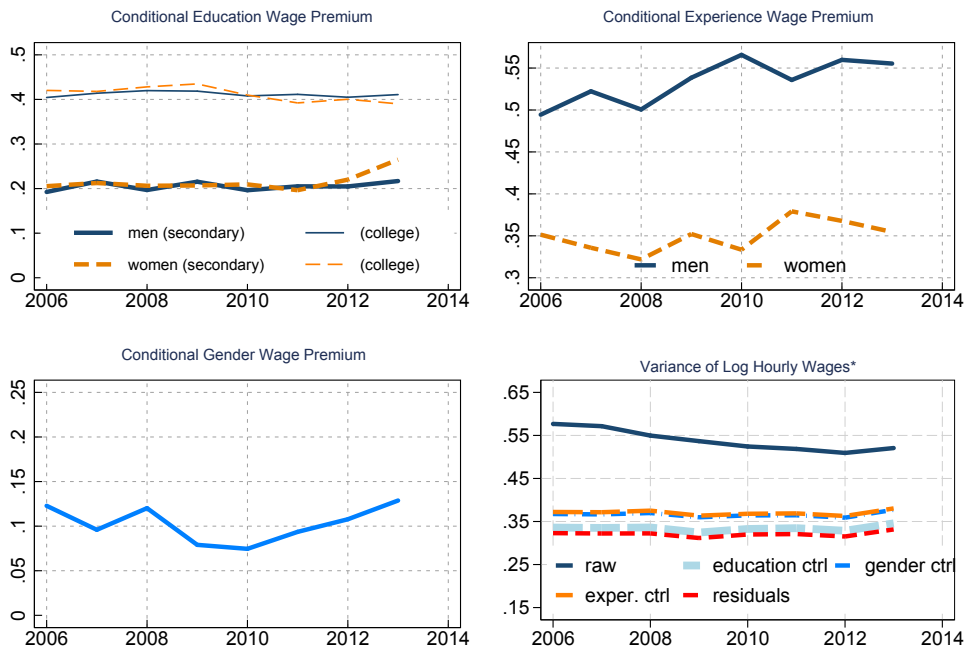 Conditional Education Wage Premium
.5
.4
.3
.2
.1
0
men (secondary) (college)
women (secondary) (college)
2006 2008 2010 2012 2014
Conditional Experience Wage Premium
.55
.5
.45
.4
.35
.3
men women
2006 2008 2010 2012 2014
Conditional Gender Wage Premium
.25
.2
.15
.1
.05
0
2006 2008 2010 2012 2014
Variance of Log Hourly Wages*
.65
.55
.45
.35
.25
.15
raw education ctrl gender ctrl
exper. ctrl residuals
2006 2008 2010 2012 2014